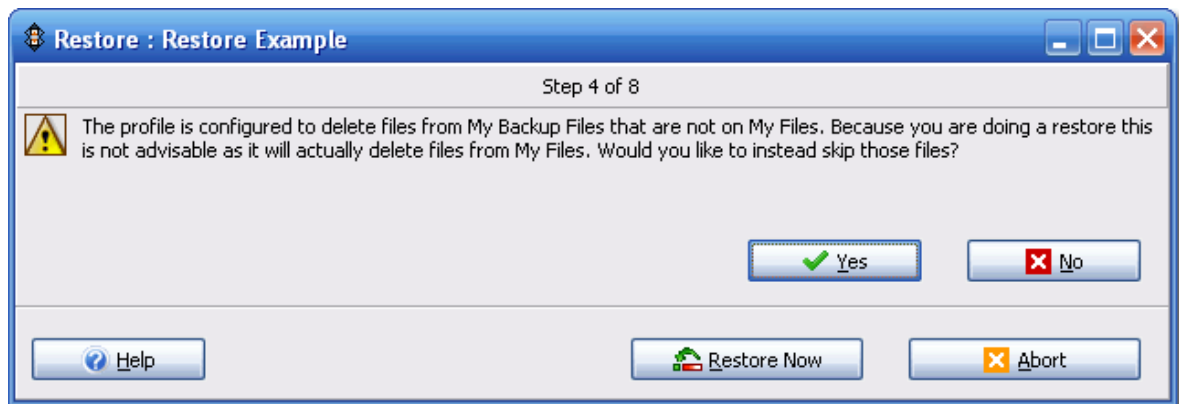 Restore : Restore Example
Step 4 of 8
The profile is configured to delete files from My Backup Files that are not on My Files. Because you are doing a restore this
is not advisable as it will actually delete files from My Files. Would you like to instead skip those files?
Yes
No
Help
Restore Now
Abort